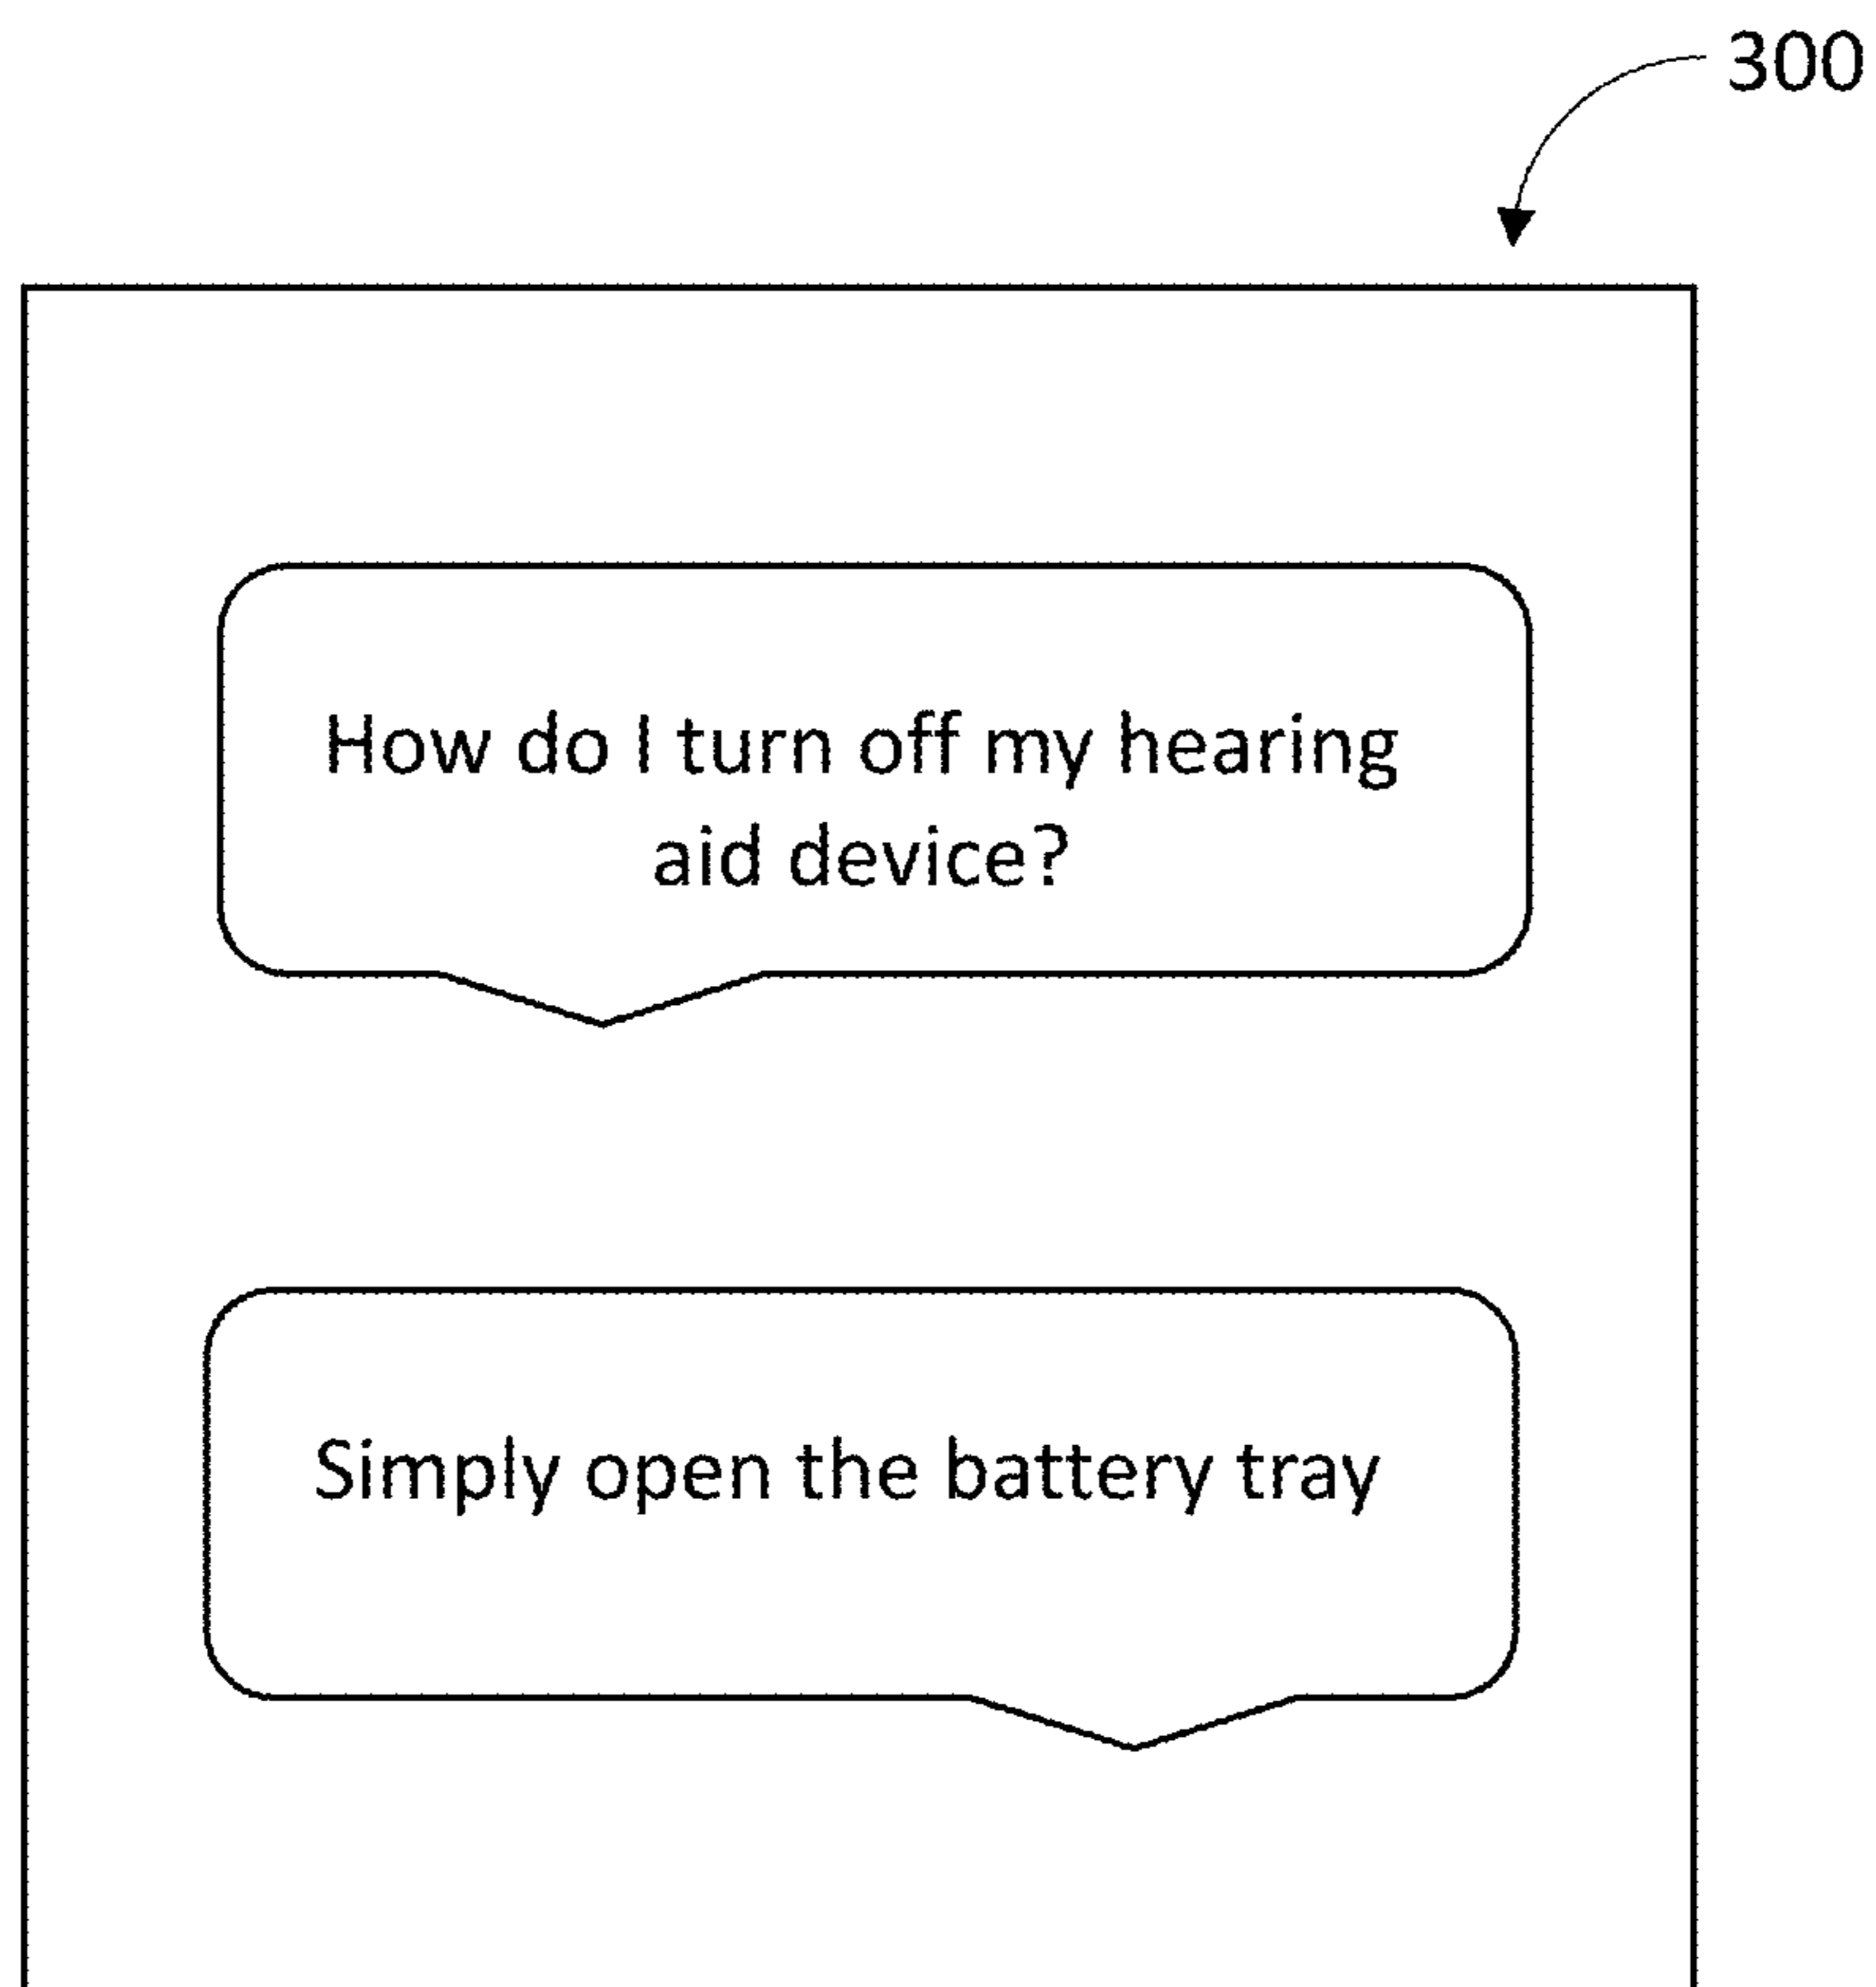 300
How do I turn off my hearing
aid device?
Simply open the battery tray